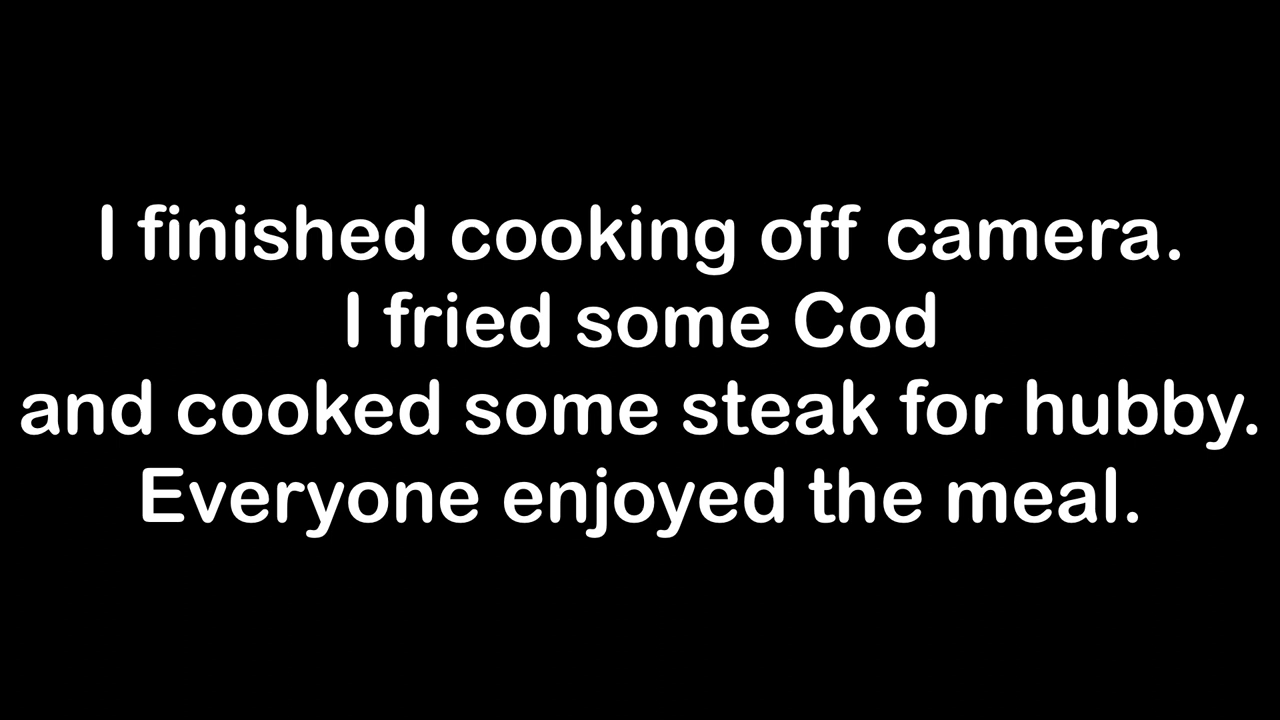 I finished cooking off camera.
I fried some Cod
and cooked some steak for hubby.
Everyone enjoyed the meal.